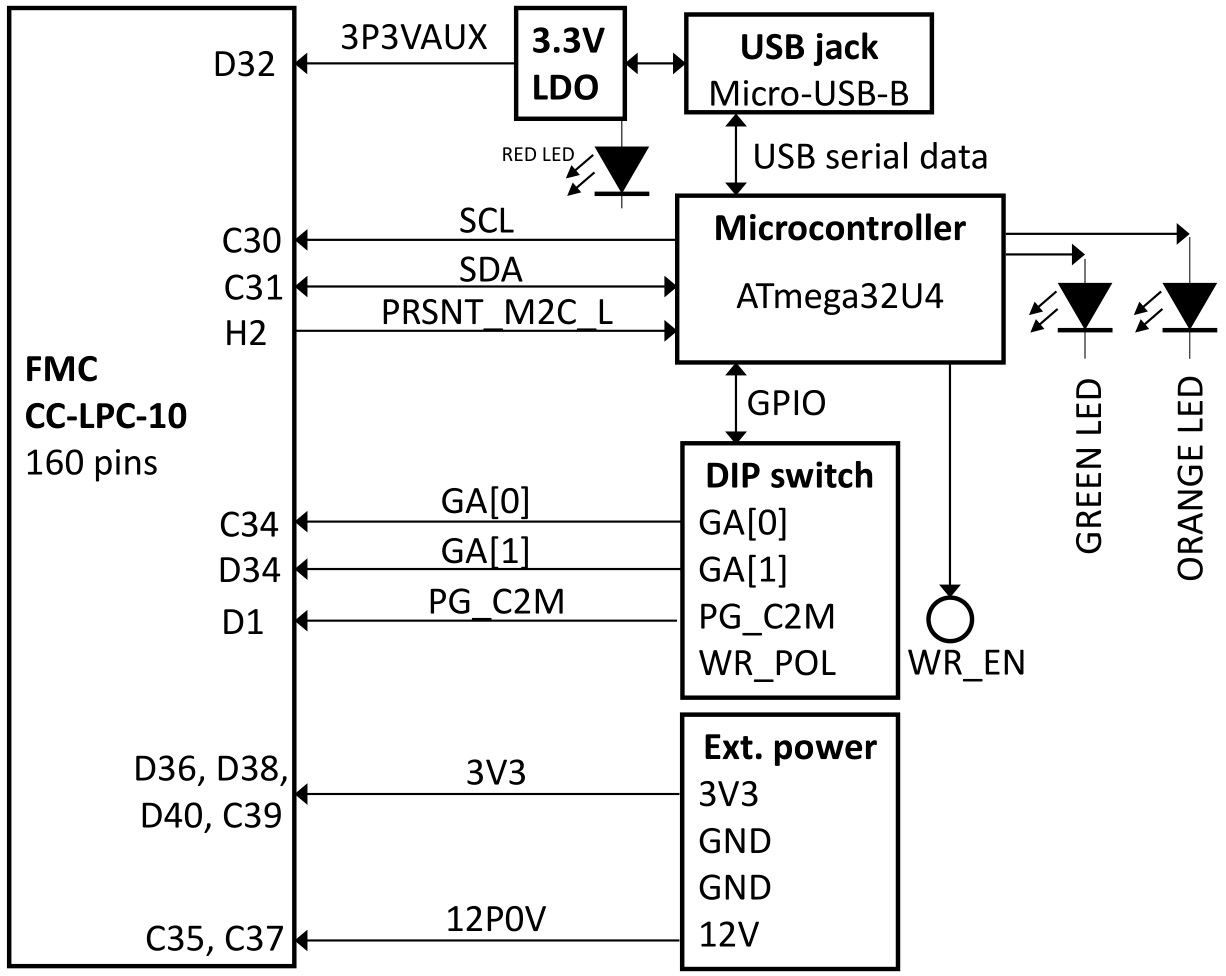 3P3VAUX
D32
3.3V
LDO
USB jack
Micro-USB-B
RED LED
USB serial data
SCL
C30
SDA
C31
PRSNT_M2C_L
H2
Microcontroller
ATmega32U4
FMC
CC-LPC-10
160 pins
GPIO
GREEN LED
ORANGE LED
GA[0]
C34
GA[1]
D34
PG_C2M
D1
DIP switch
GA[0]
GA[1]
PG_C2M
WR_POL
WR_EN
D36, D38,
D40, C39
3V3
12P0V
C35, C37
Ext. power
3V3
GND
GND
12V